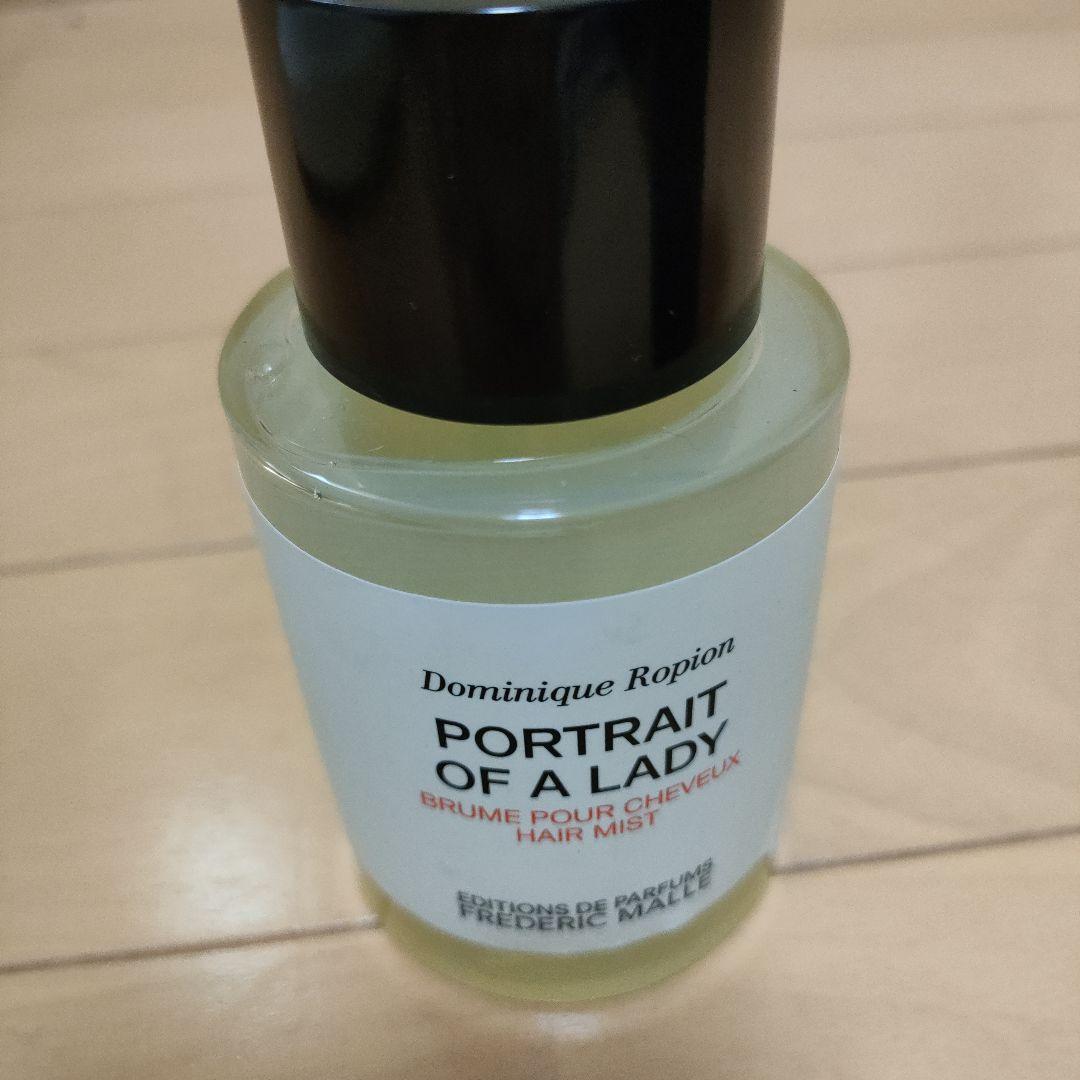 Dominique Ropion
PORTRAIT
OF A LADY
BRUME POUR CHEVEUX
HAIR MIST
EDITIONS DE PARFUMS
FREDERIC MALLE